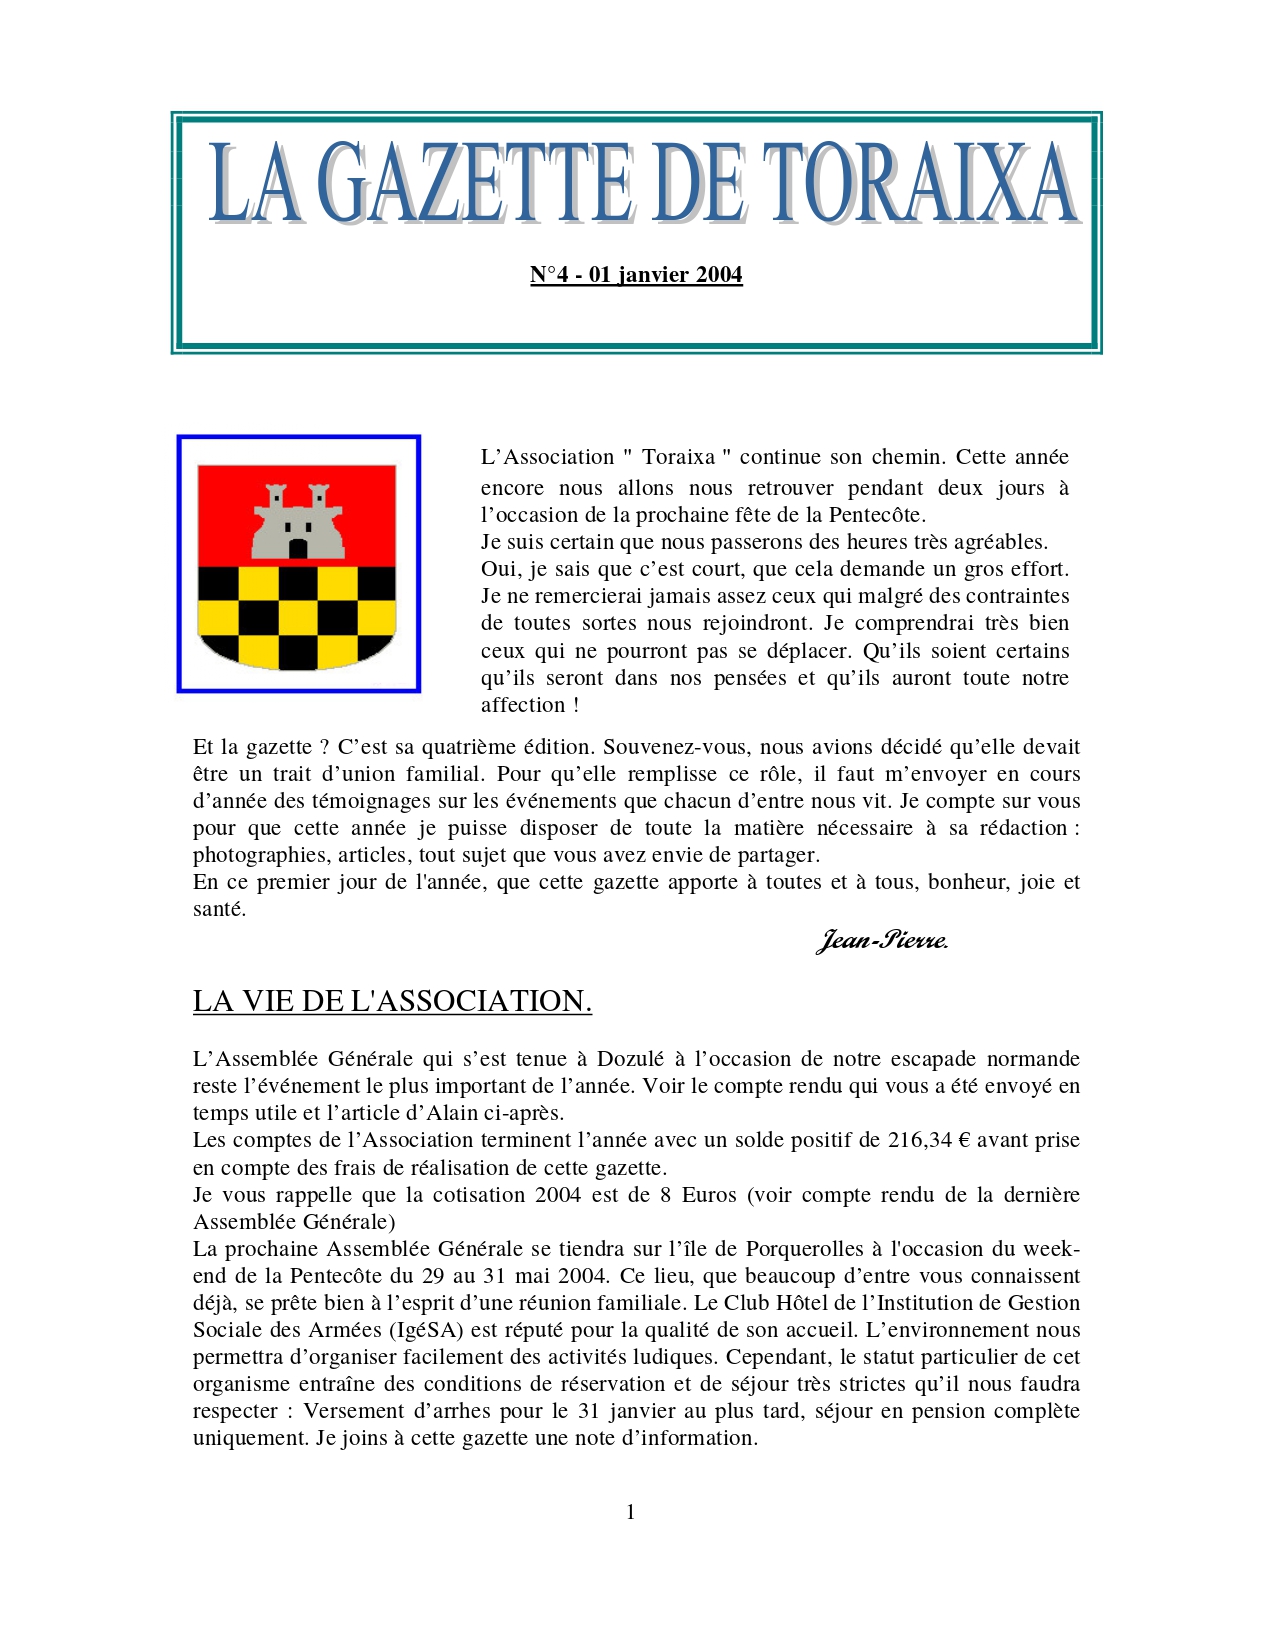 LA GAZETTE DE TORAIXA
N°4 - 01 janvier 2004
L’Association " Toraixa " continue son chemin. Cette année
encore nous allons nous retrouver pendant deux jours à
l’occasion de la prochaine fête de la Pentecôte.
Je suis certain que nous passerons des heures très agréables.
Oui, je sais que c’est court, que cela demande un gros effort.
Je ne remercierai jamais assez ceux qui malgré des contraintes
de toutes sortes nous rejoindront. Je comprendrai très bien
ceux qui ne pourront pas se déplacer. Qu’ils soient certains
qu’ils seront dans nos pensées et qu’ils auront toute notre
affection !
Et la gazette ? C’est sa quatrième édition. Souvenez-vous, nous avions décidé qu’elle devait
être un trait d’union familial. Pour qu’elle remplisse ce rôle, il faut m’envoyer en cours
d’année des témoignages sur les événements que chacun d’entre nous vit. Je compte sur vous
pour que cette année je puisse disposer de toute la matière nécessaire à sa rédaction :
photographies, articles, tout sujet que vous avez envie de partager.
En ce premier jour de l'année, que cette gazette apporte à toutes et à tous, bonheur, joie et
santé.
Jean-Pierre.
LA VIE DE L'ASSOCIATION.
L’Assemblée Générale qui s’est tenue à Dozulé à l’occasion de notre escapade normande
reste l’événement le plus important de l’année. Voir le compte rendu qui vous a été envoyé en
temps utile et l’article d’Alain ci-après.
Les comptes de l’Association terminent l’année avec un solde positif de 216,34 € avant prise
en compte des frais de réalisation de cette gazette.
Je vous rappelle que la cotisation 2004 est de 8 Euros (voir compte rendu de la dernière
Assemblée Générale)
La prochaine Assemblée Générale se tiendra sur l’île de Porquerolles à l'occasion du week-
end de la Pentecôte du 29 au 31 mai 2004. Ce lieu, que beaucoup d’entre vous connaissent
déjà, se prête bien à l’esprit d’une réunion familiale. Le Club Hôtel de l’Institution de Gestion
Sociale des Armées (IgéSA) est réputé pour la qualité de son accueil. L’environnement nous
permettra d’organiser facilement des activités ludiques. Cependant, le statut particulier de cet
organisme entraîne des conditions de réservation et de séjour très strictes qu’il nous faudra
respecter : Versement d’arrhes pour le 31 janvier au plus tard, séjour en pension complète
uniquement. Je joins à cette gazette une note d’information.
1